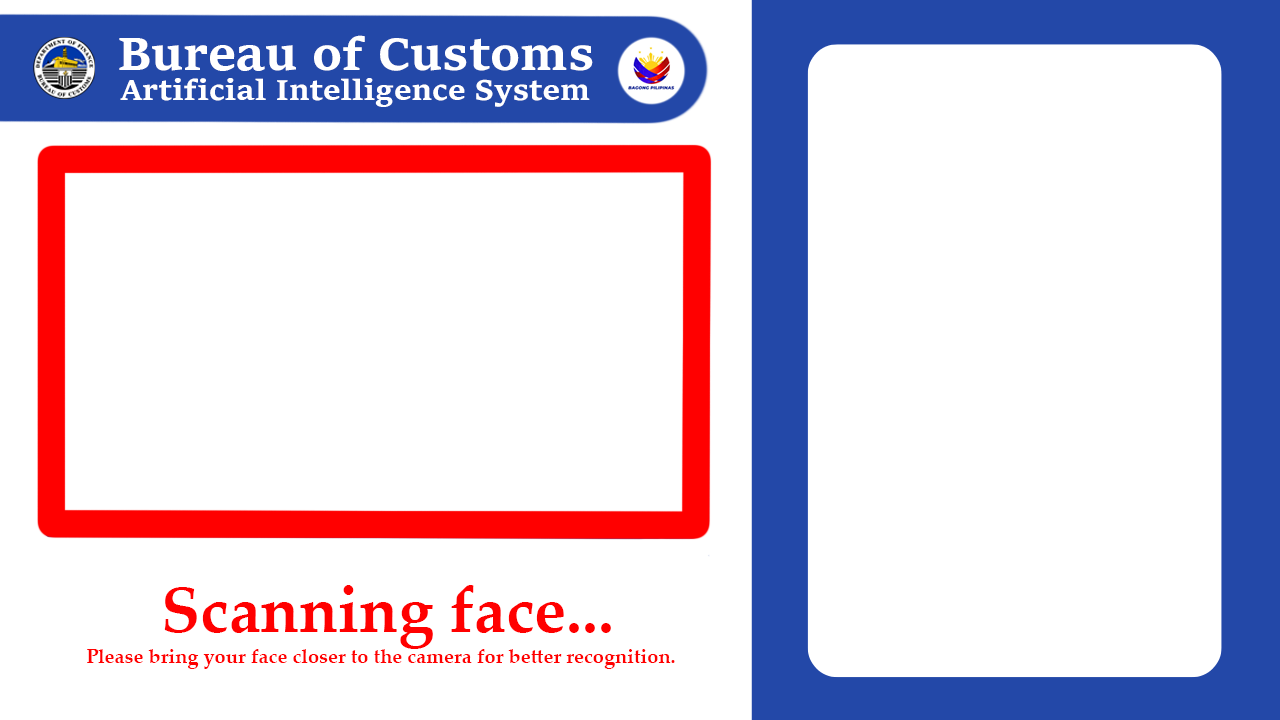 Bureau of Customs
Artificial Intelligence System
DEPARTMENT OF FINANCE
BUREAU OF CUSTOMS
BAGONG PILIPINAS
Scanning face...
Please bring your face closer to the camera for better recognition.